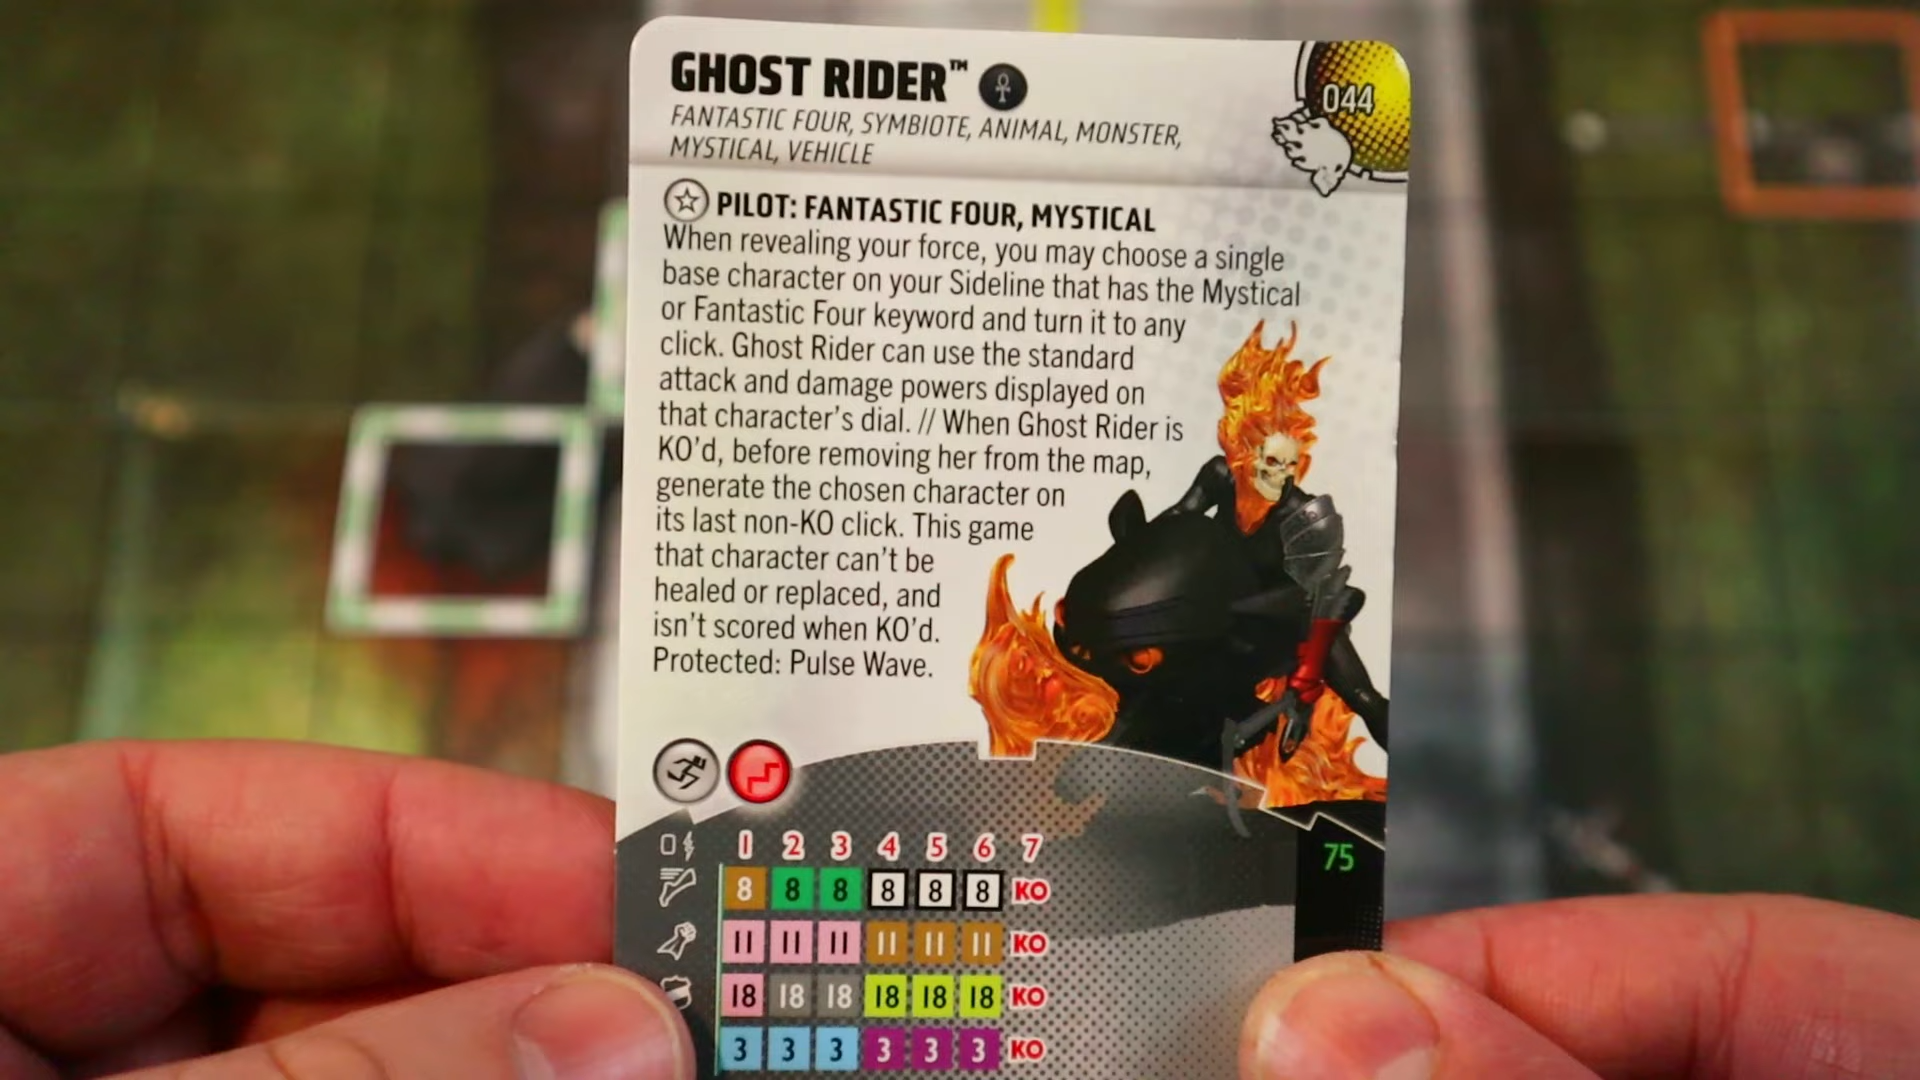 GHOST RIDER™
044
FANTASTIC FOUR, SYMBIOTE, ANIMAL, MONSTER,
MYSTICAL, VEHICLE
PILOT: FANTASTIC FOUR, MYSTICAL
When revealing your force, you may choose a single
base character on your Sideline that has the Mystical
or Fantastic Four keyword and turn it to any
click. Ghost Rider can use the standard
attack and damage powers displayed on
that character's dial. // When Ghost Rider is
KO'd, before removing her from the map,
generate the chosen character on
its last non-KO click. This game
that character can't be
healed or replaced, and
isn't scored when KO'd.
Protected: Pulse Wave.
0 1 2 3 4 5 6 7
75
8 8 8 8 8 8 KO
11 11 11 11 11 11 KO
18 18 18 18 18 18 KO
3 3 3 3 3 3 KO